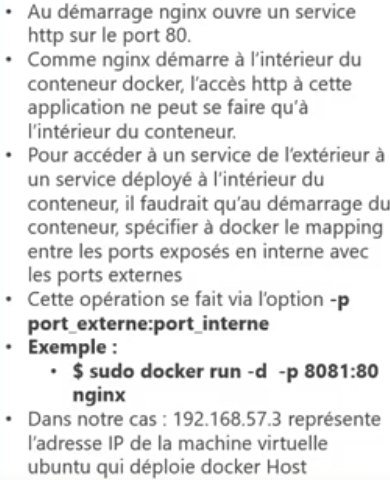 • Au démarrage nginx ouvre un service
http sur le port 80.
• Comme nginx démarre à l'intérieur du
conteneur docker, l'accès http à cette
application ne peut se faire qu'à
l'intérieur du conteneur.
• Pour accéder à un service de l'extérieur à
un service déployé à l'intérieur du
conteneur, il faudrait qu'au démarrage du
conteneur, spécifier à docker le mapping
entre les ports exposés en interne avec
les ports externes
• Cette opération se fait via l'option -p
port_externe:port_interne
• Exemple :
• $ sudo docker run -d -p 8081:80
nginx
• Dans notre cas : 192.168.57.3 représente
l'adresse IP de la machine virtuelle
ubuntu qui déploie docker Host